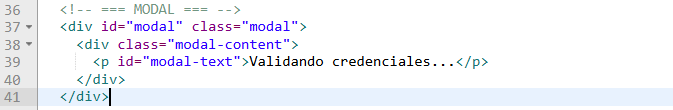 36 <!-- === MODAL === -->
37 <div id="modal" class="modal">
38 <div class="modal-content">
39 <p id="modal-text">Validando credenciales...</p>
40 </div>
41 </div>